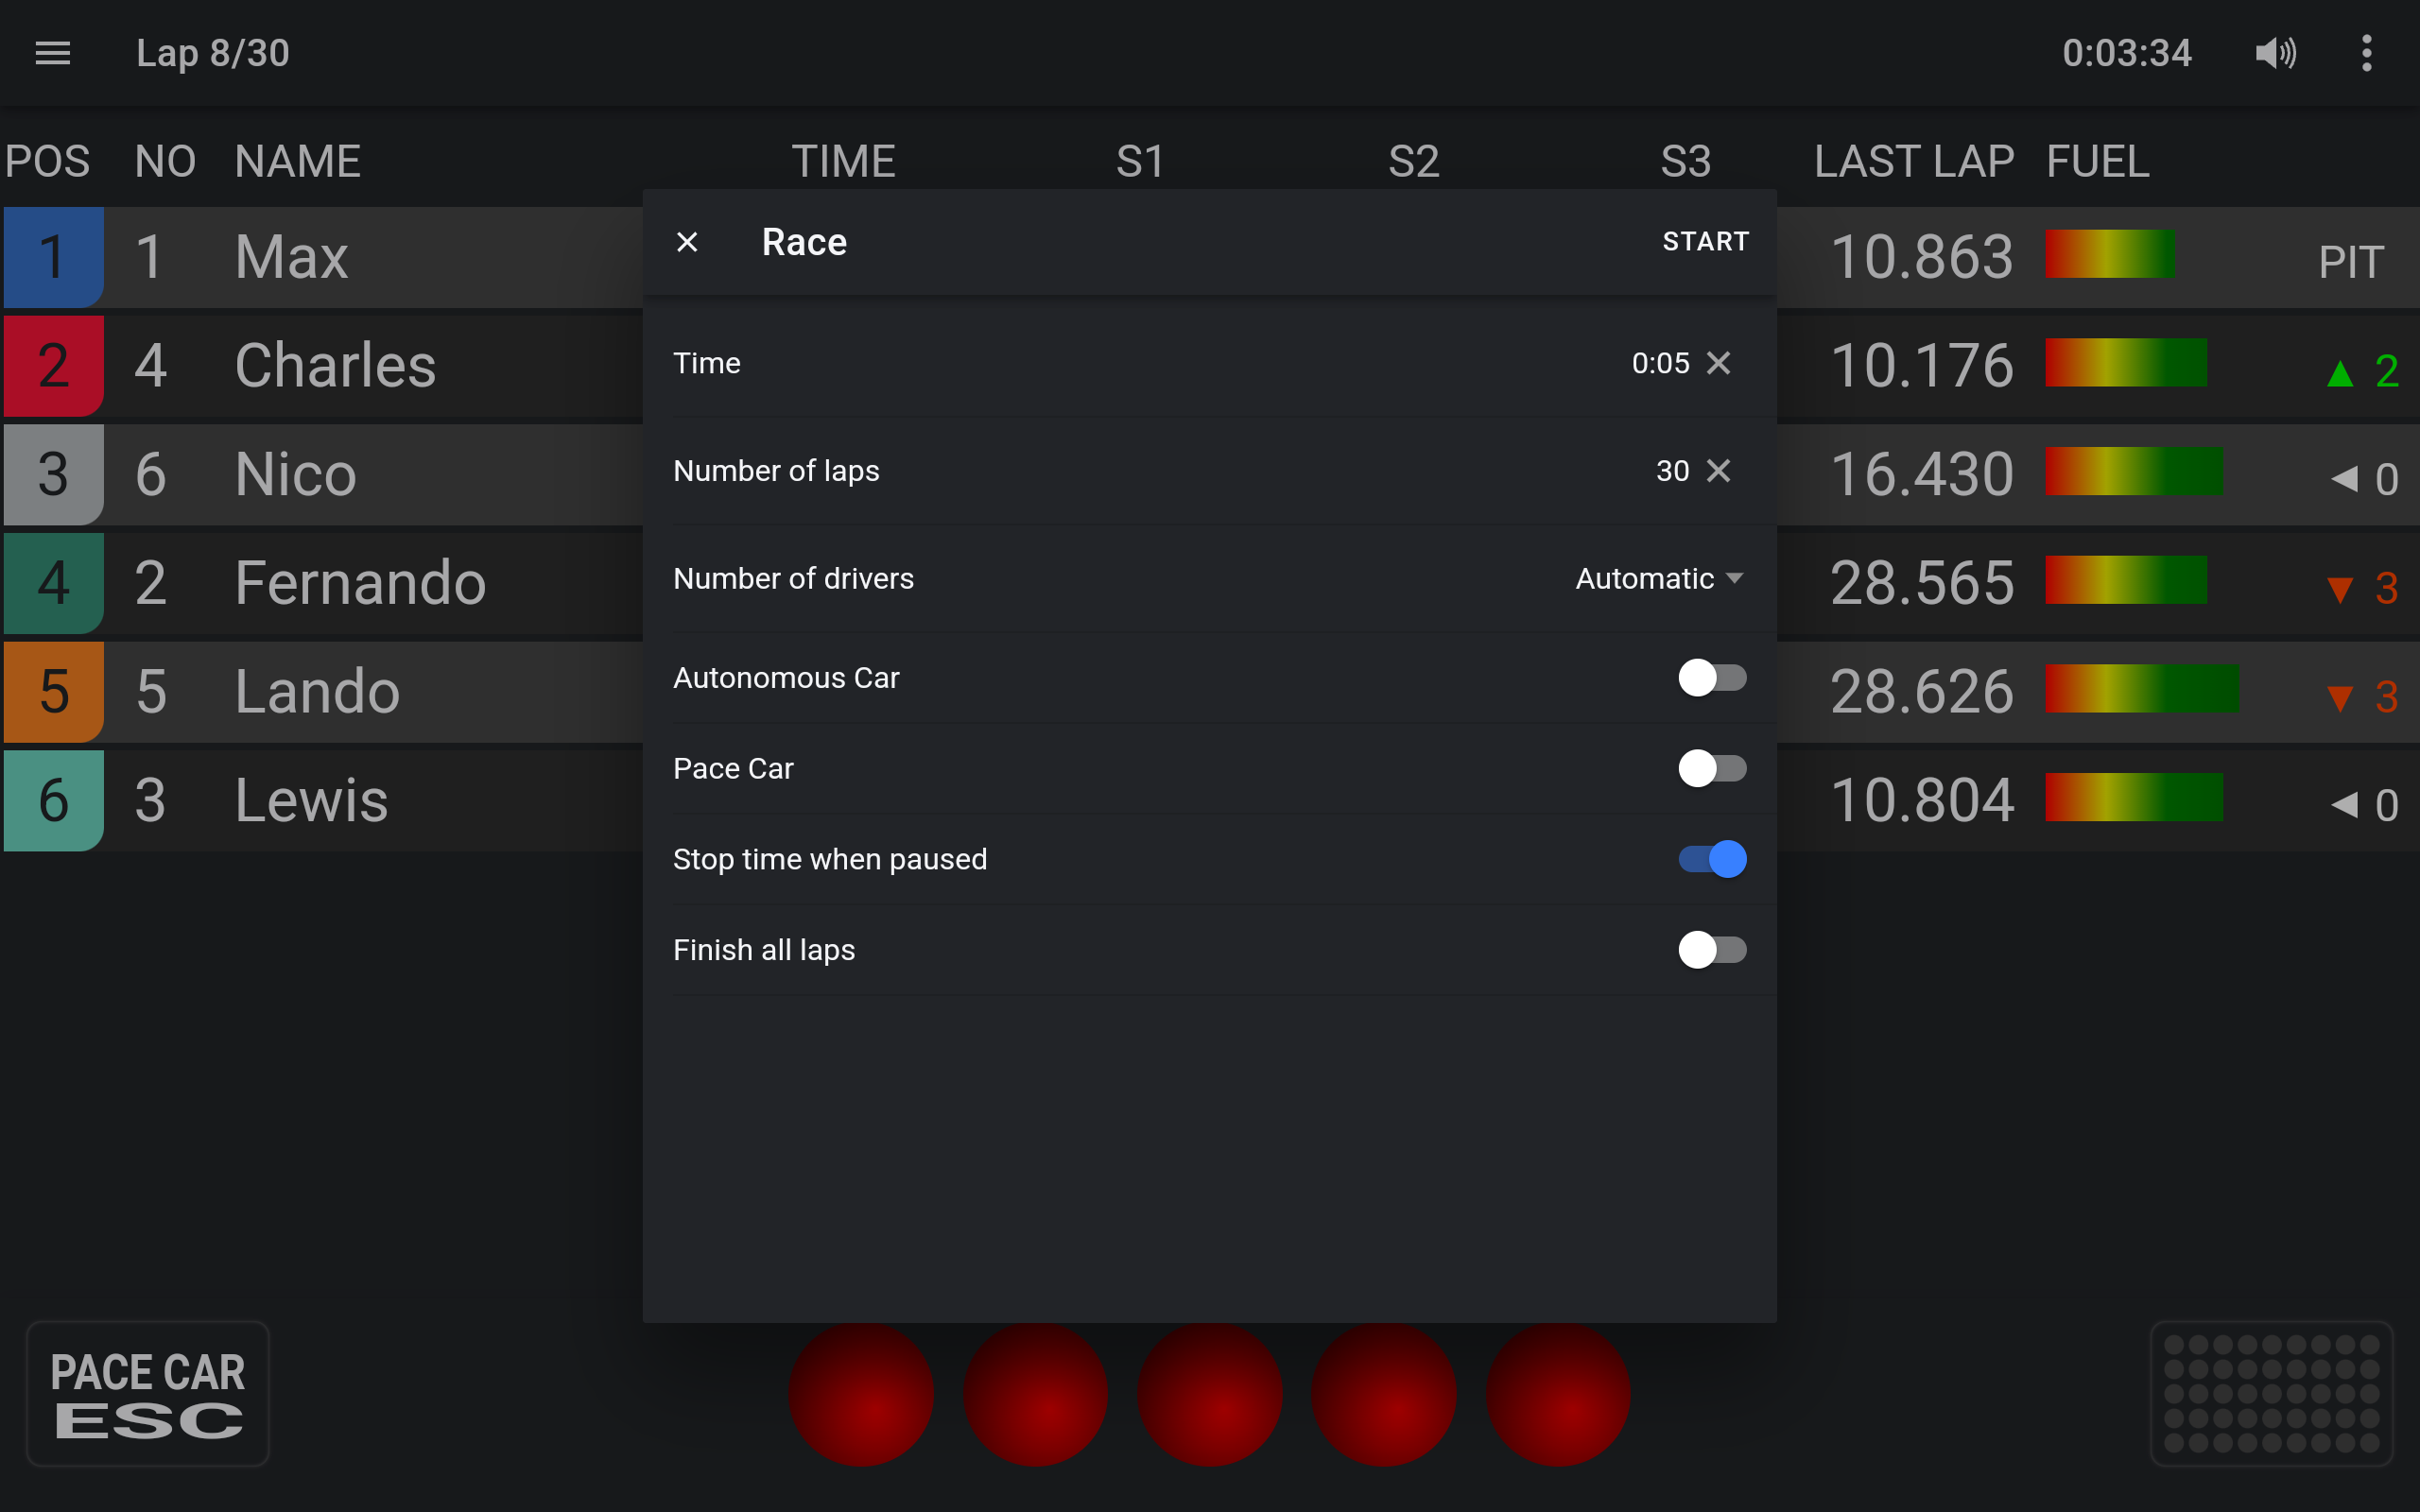 Lap 8/30 0:03:34
POS NO NAME TIME S1 S2 S3 LAST LAP FUEL
Race START
1 1 Max 10.863 PIT
Time 0:05
2 4 Charles 10.176 ▲ 2
Number of laps 30
3 6 Nico 16.430 ◀ 0
Number of drivers Automatic
4 2 Fernando 28.565 ▼ 3
Autonomous Car
5 5 Lando 28.626 ▼ 3
Pace Car
6 3 Lewis 10.804 ◀ 0
Stop time when paused
Finish all laps
PACE CAR
ESC